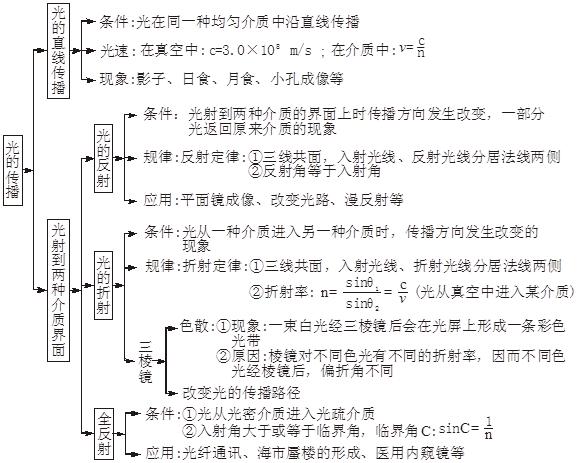 光的传播
光的直线传播
条件:光在同一种均匀介质中沿直线传播
光速:在真空中:c=3.0×10⁸ m/s ;在介质中:v=c/n
现象:影子、日食、月食、小孔成像等
光射到两种介质界面
光的反射
条件:光射到两种介质的界面上时传播方向发生改变,一部分
光返回原来介质的现象
规律:反射定律:①三线共面,入射光线、反射光线分居法线两侧
②反射角等于入射角
应用:平面镜成像、改变光路、漫反射等
光的折射
条件:光从一种介质进入另一种介质时,传播方向发生改变的
现象
规律:折射定律:①三线共面,入射光线、折射光线分居法线两侧
②折射率: n=sinθ₁/sinθ₂=c/v (光从真空中进入某介质)
三棱镜
色散:①现象:一束白光经三棱镜后会在光屏上形成一条彩色
光带
②原因:棱镜对不同色光有不同的折射率,因而不同色
光经棱镜后,偏折角不同
改变光的传播路径
全反射
条件:①光从光密介质进入光疏介质
②入射角大于或等于临界角,临界角C:sinC=1/n
应用:光纤通讯、海市蜃楼的形成、医用内窥镜等